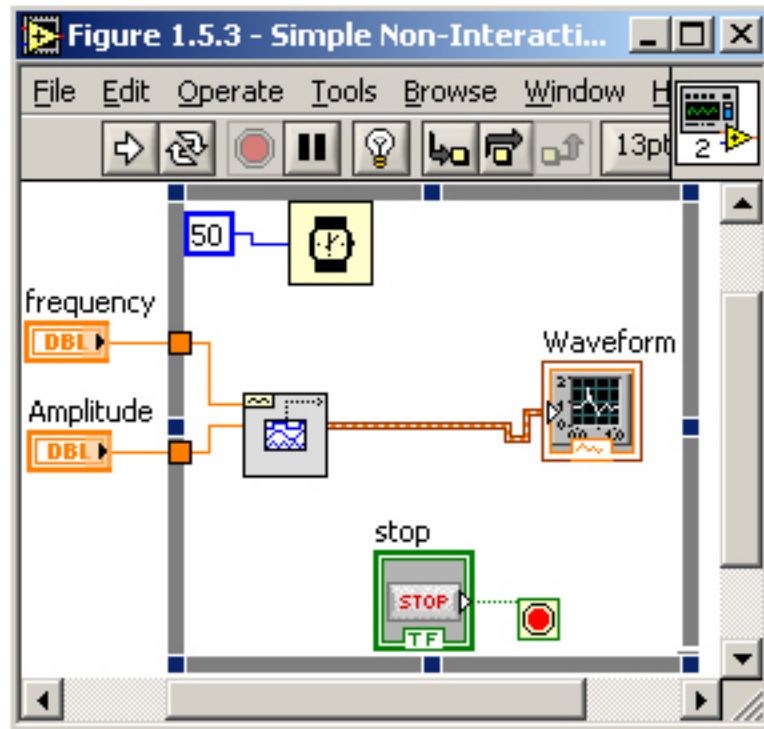 Figure 1.5.3 - Simple Non-Interacti...
File Edit Operate Tools Browse Window H
13pt
2
50
frequency
DBL
Waveform
Amplitude
DBL
stop
STOP
TF